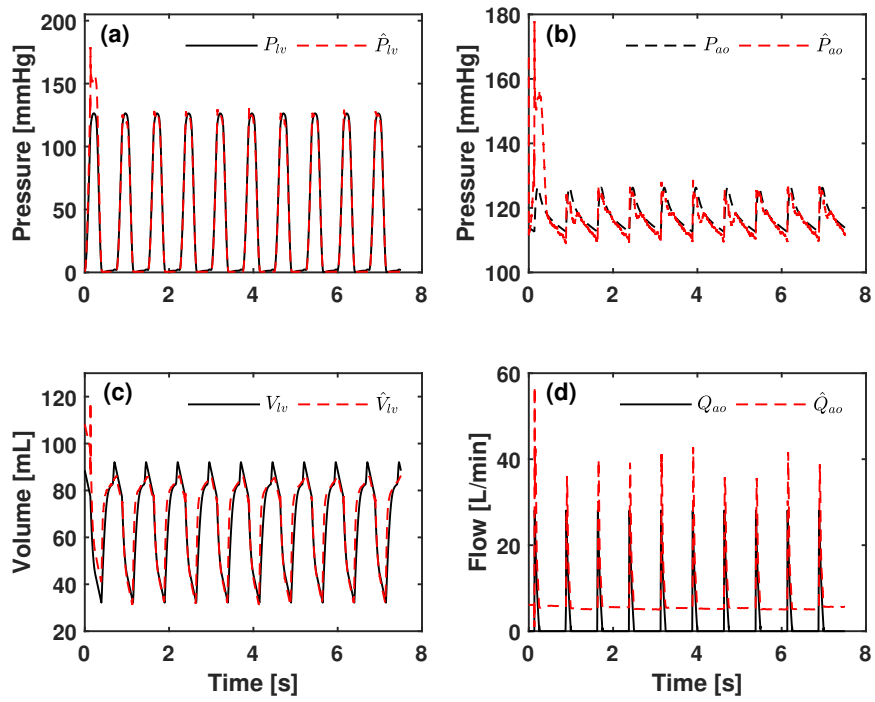 (a)
P_lv
P̂_lv
Pressure [mmHg]
200
150
100
50
0
0 2 4 6 8
(b)
P_ao
P̂_ao
Pressure [mmHg]
180
160
140
120
100
0 2 4 6 8
(c)
V_lv
V̂_lv
Volume [mL]
120
100
80
60
40
20
0 2 4 6 8
Time [s]
(d)
Q_ao
Q̂_ao
Flow [L/min]
60
40
20
0
0 2 4 6 8
Time [s]